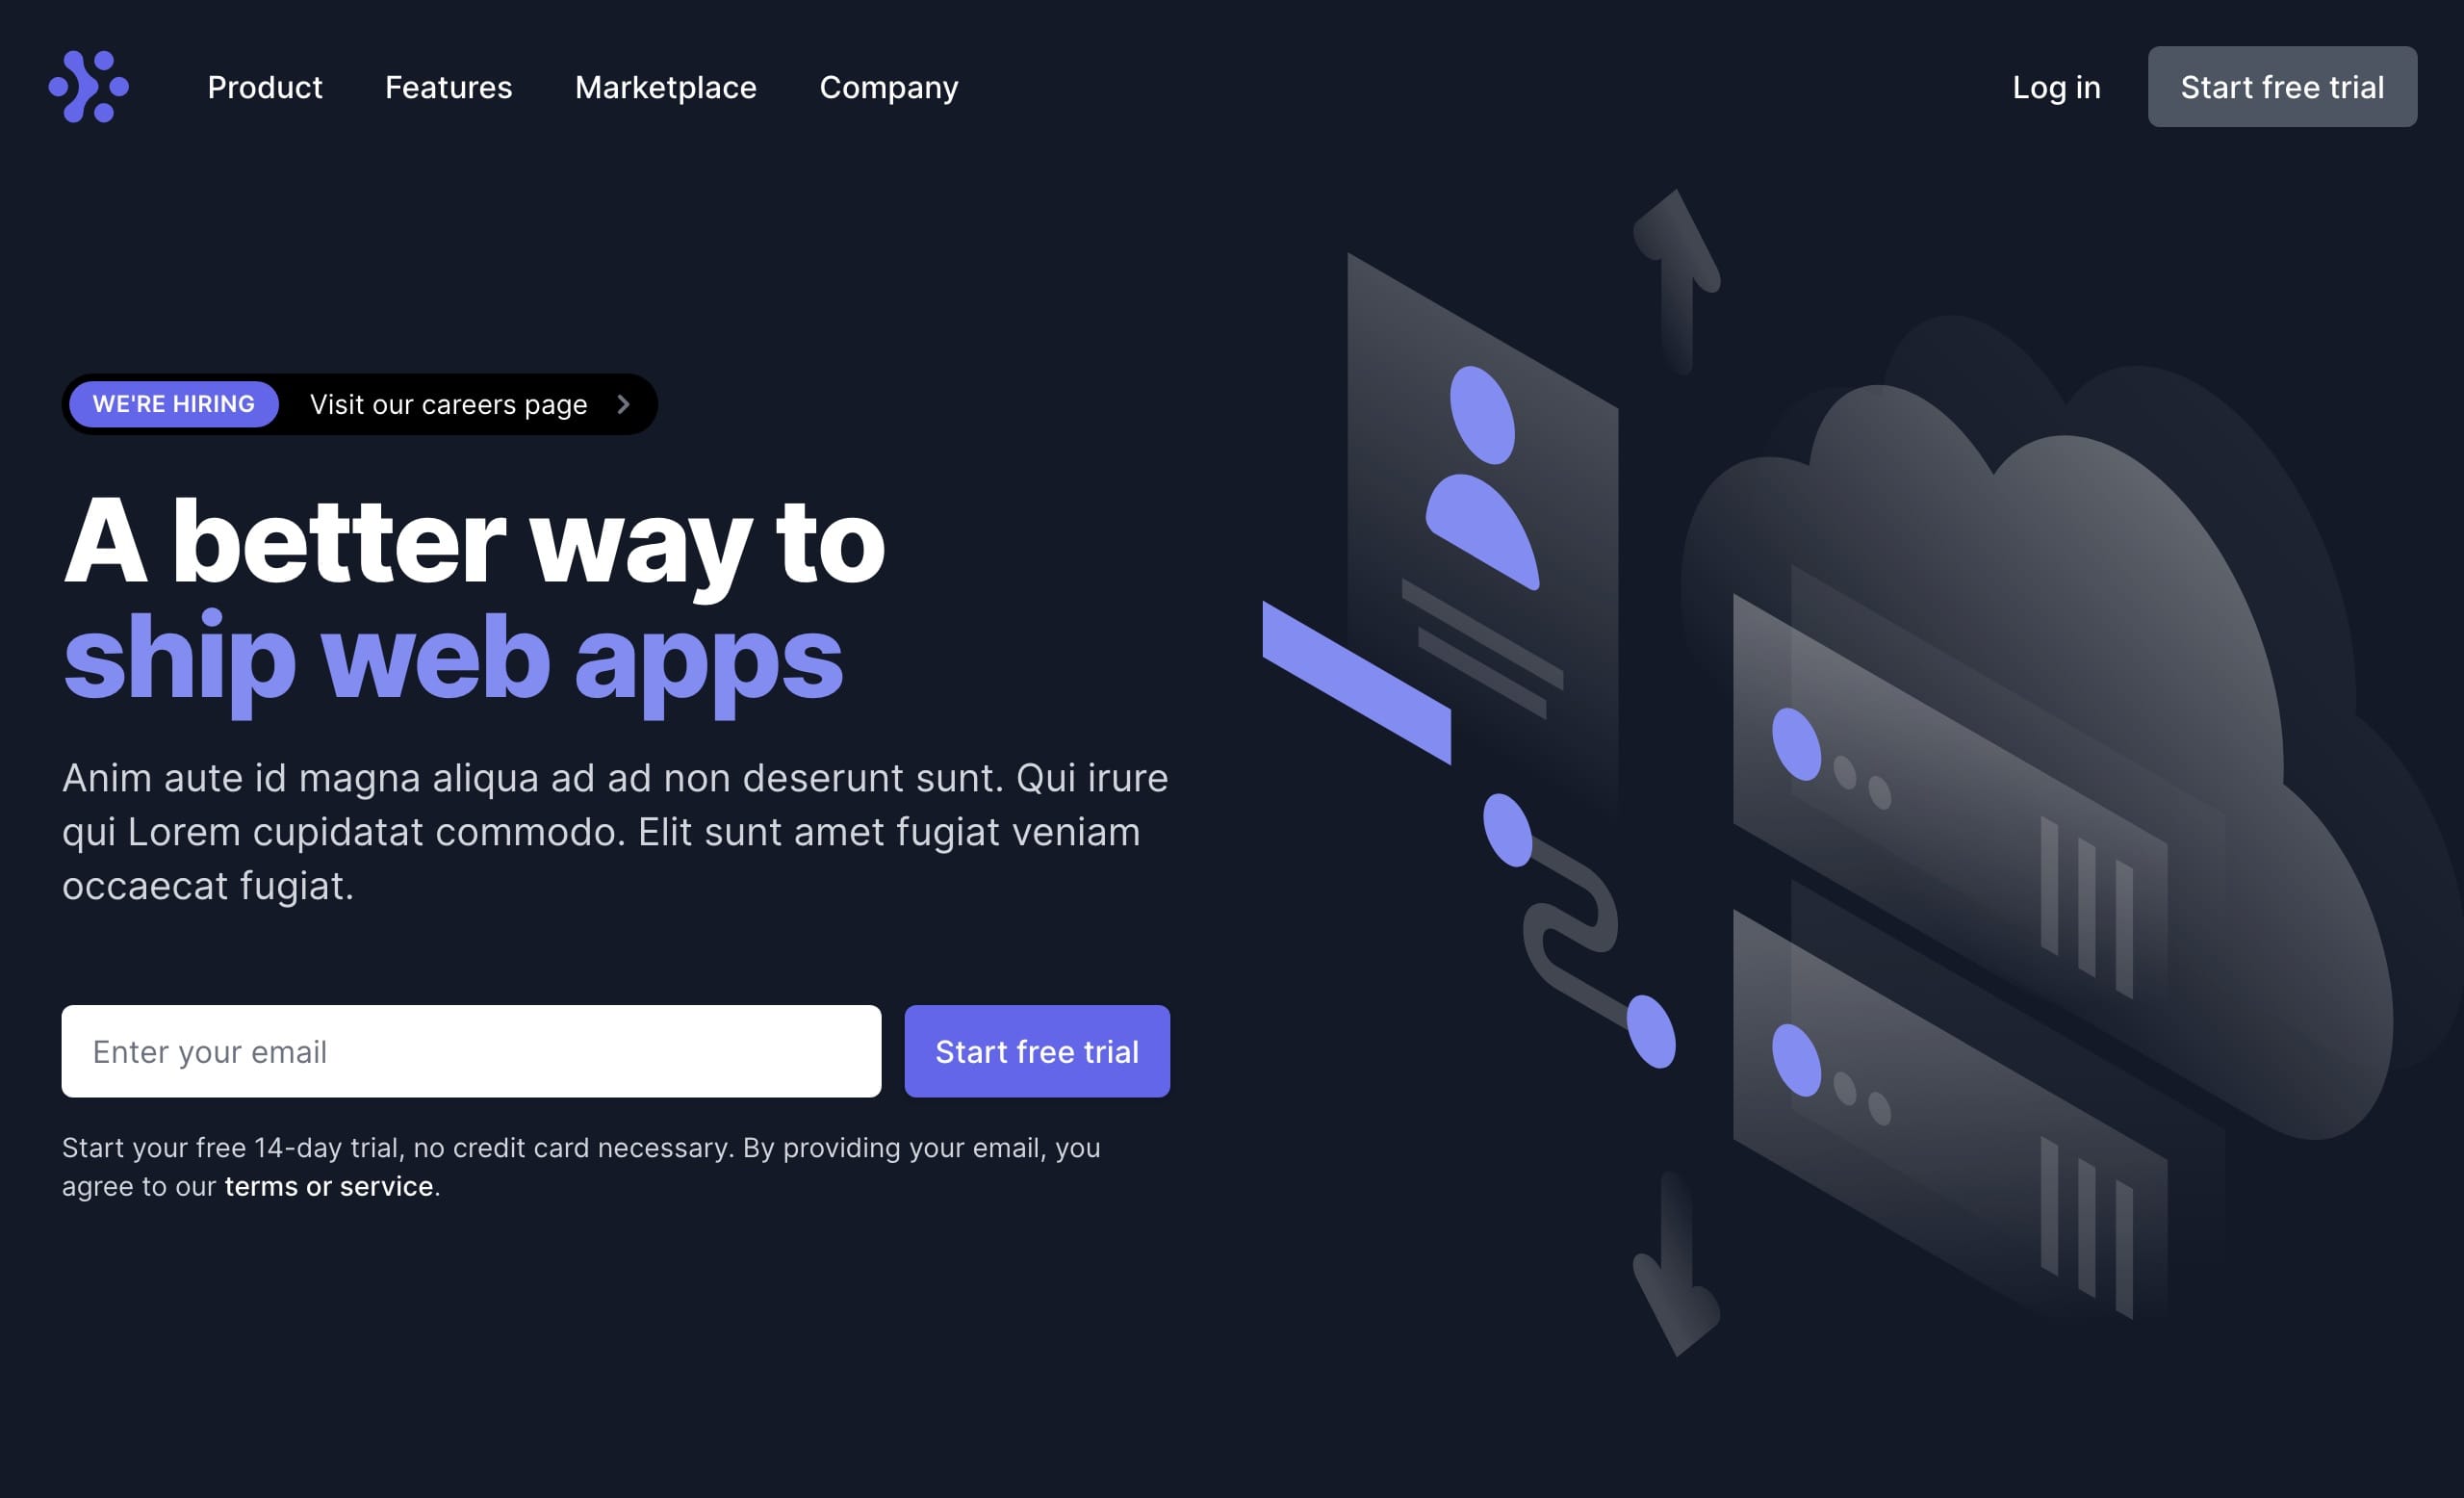 Product Features Marketplace Company Log in Start free trial
WE'RE HIRING Visit our careers page
A better way to
ship web apps
Anim aute id magna aliqua ad ad non deserunt sunt. Qui irure
qui Lorem cupidatat commodo. Elit sunt amet fugiat veniam
occaecat fugiat.
Enter your email Start free trial
Start your free 14-day trial, no credit card necessary. By providing your email, you
agree to our terms or service.